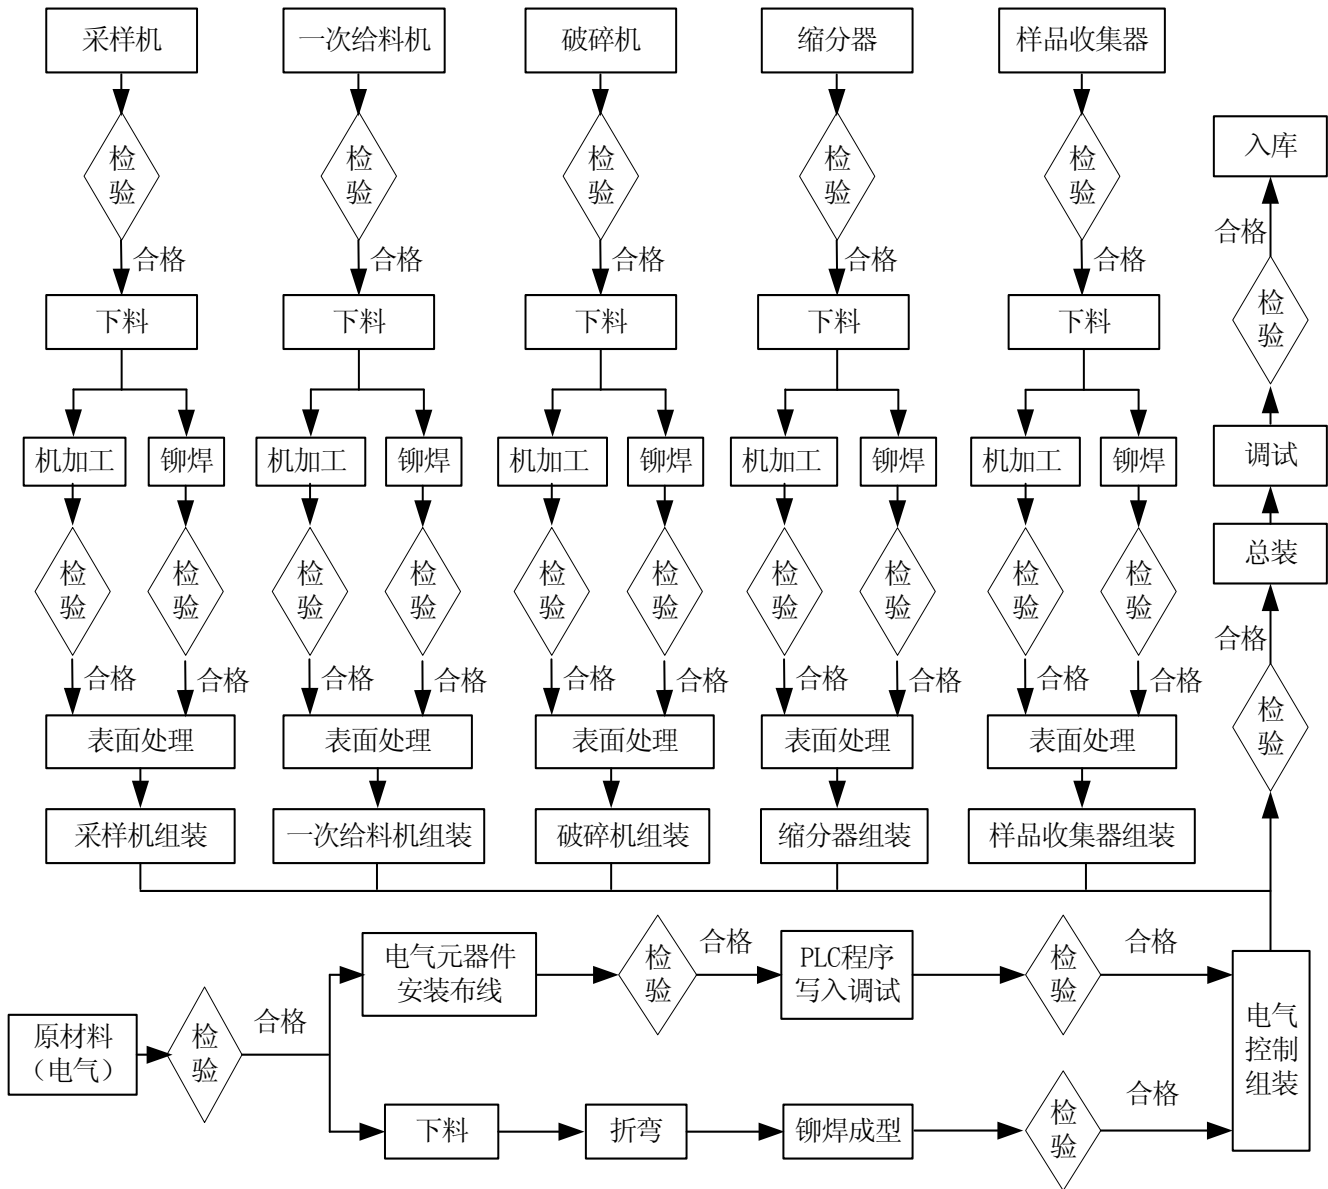 采样机
一次给料机
破碎机
缩分器
样品收集器
检
验
检
验
检
验
检
验
检
验
入库
合格
合格
合格
合格
合格
合格
下料
下料
下料
下料
下料
检
验
机加工
铆焊
机加工
铆焊
机加工
铆焊
机加工
铆焊
机加工
铆焊
调试
总装
检
验
检
验
检
验
检
验
检
验
检
验
检
验
检
验
检
验
检
验
合格
合格
合格
合格
合格
合格
合格
合格
合格
合格
合格
表面处理
表面处理
表面处理
表面处理
表面处理
检
验
采样机组装
一次给料机组装
破碎机组装
缩分器组装
样品收集器组装
原材料
（电气）
检
验
合格
电气元器件
安装布线
检
验
合格
PLC程序
写入调试
检
验
合格
下料
折弯
铆焊成型
检
验
合格
电气
控制
组装